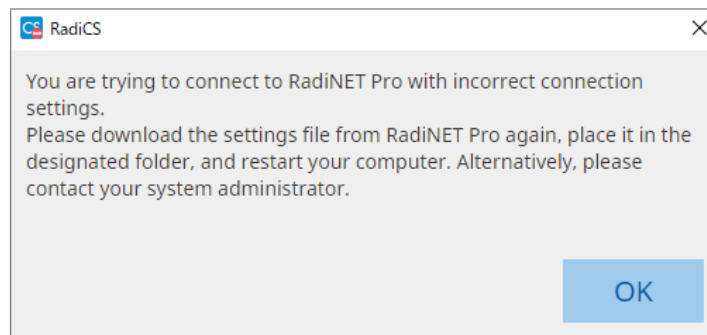 RadiCS
You are trying to connect to RadiNET Pro with incorrect connection
settings.
Please download the settings file from RadiNET Pro again, place it in the
designated folder, and restart your computer. Alternatively, please
contact your system administrator.
OK